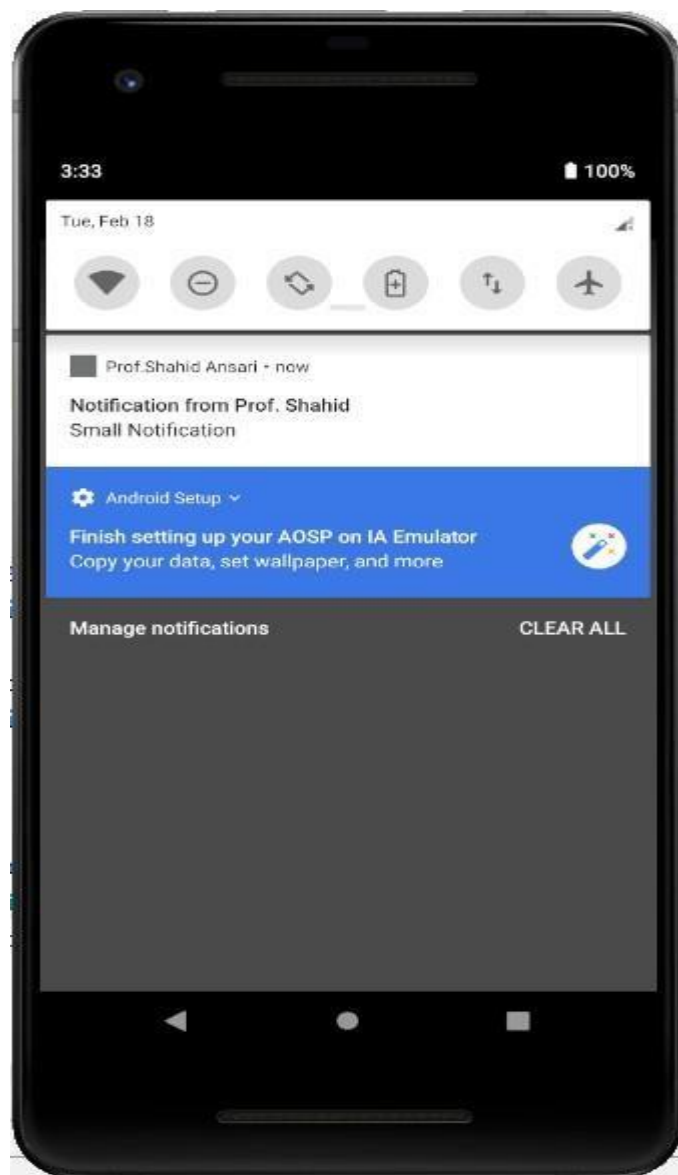 3:33 100%
Tue, Feb 18
Prof.Shahid Ansari • now
Notification from Prof. Shahid
Small Notification
Android Setup
Finish setting up your AOSP on IA Emulator
Copy your data, set wallpaper, and more
Manage notifications CLEAR ALL